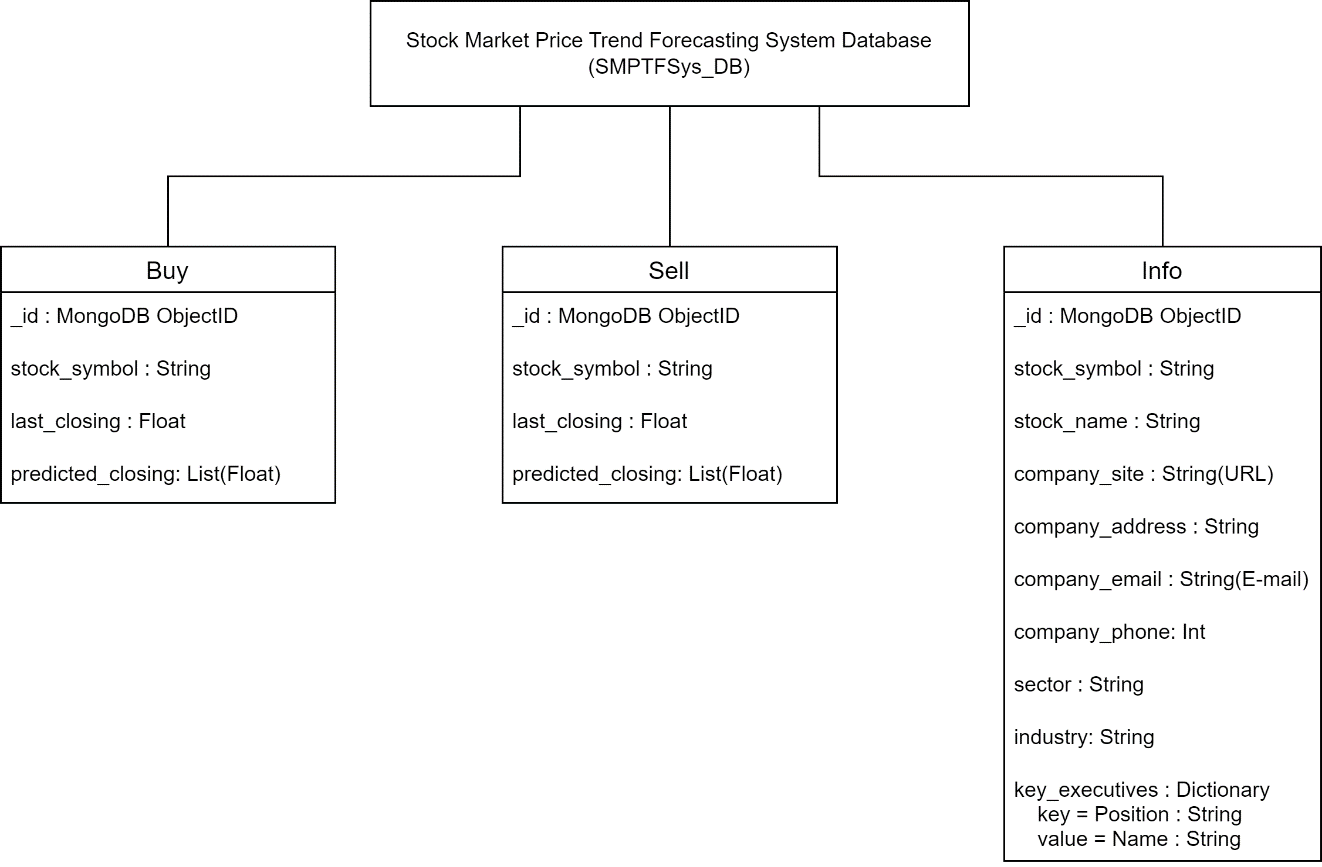 Stock Market Price Trend Forecasting System Database
(SMPTFSys_DB)
Buy
_id : MongoDB ObjectID
stock_symbol : String
last_closing : Float
predicted_closing: List(Float)
Sell
_id : MongoDB ObjectID
stock_symbol : String
last_closing : Float
predicted_closing: List(Float)
Info
_id : MongoDB ObjectID
stock_symbol : String
stock_name : String
company_site : String(URL)
company_address : String
company_email : String(E-mail)
company_phone: Int
sector : String
industry: String
key_executives : Dictionary
key = Position : String
value = Name : String